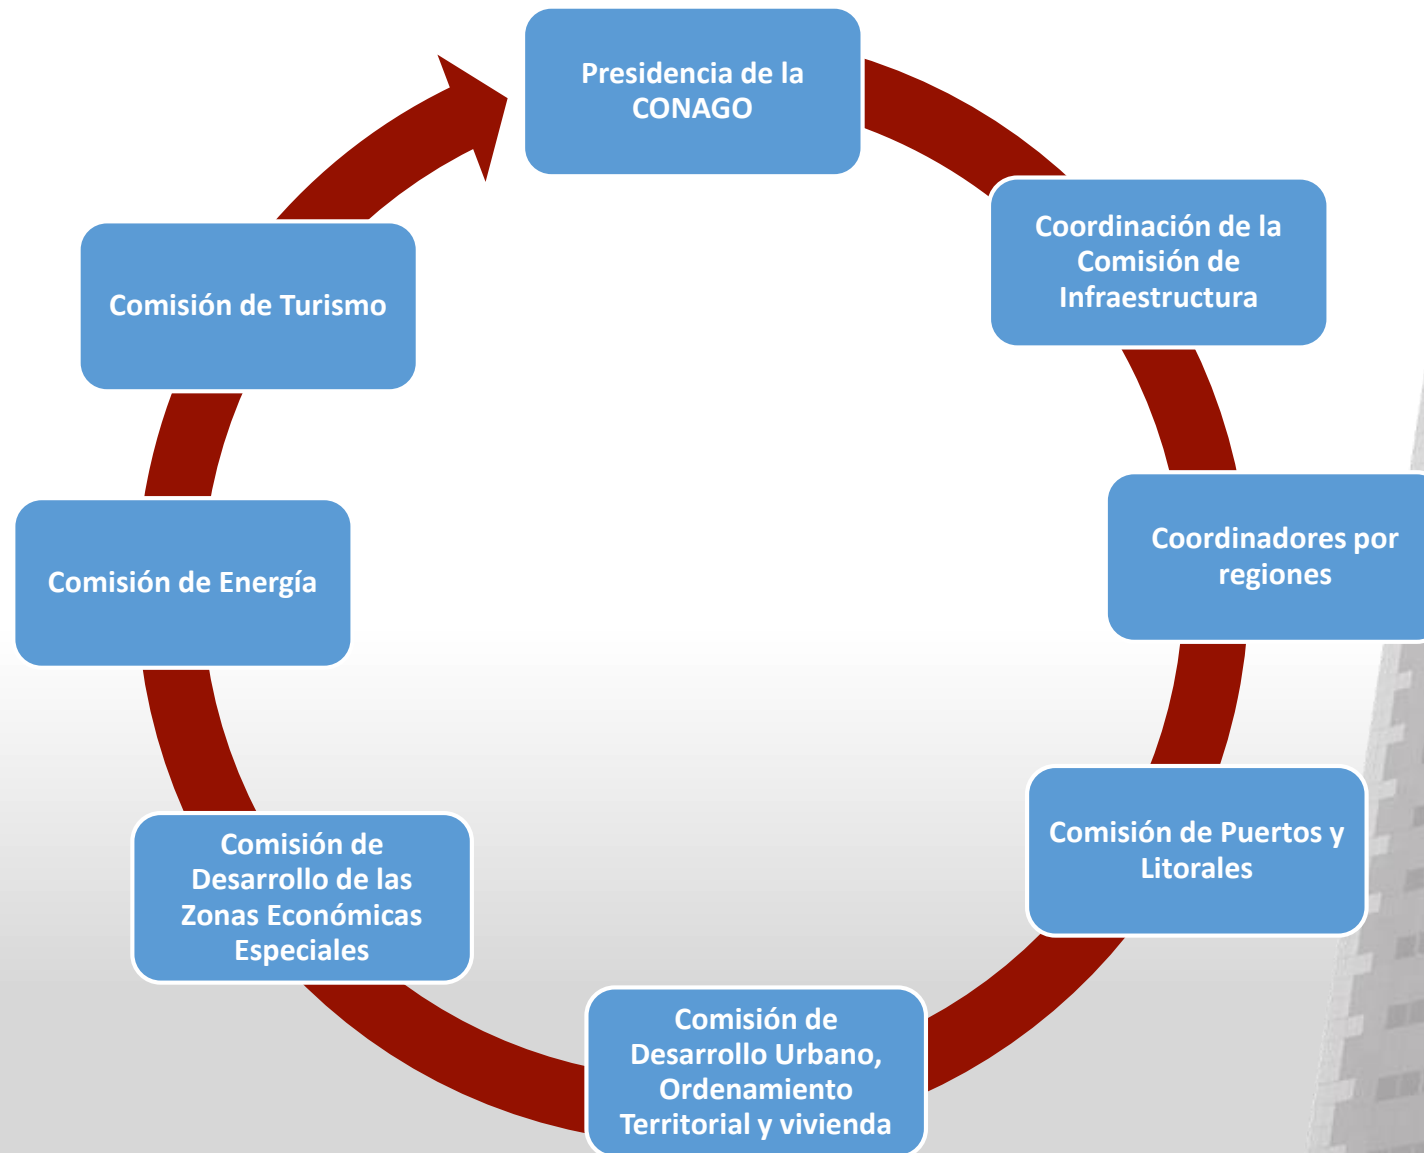 Presidencia de la
CONAGO
Coordinación de la
Comisión de
Infraestructura
Coordinadores por
regiones
Comisión de Puertos y
Litorales
Comisión de
Desarrollo Urbano,
Ordenamiento
Territorial y vivienda
Comisión de
Desarrollo de las
Zonas Económicas
Especiales
Comisión de Energía
Comisión de Turismo